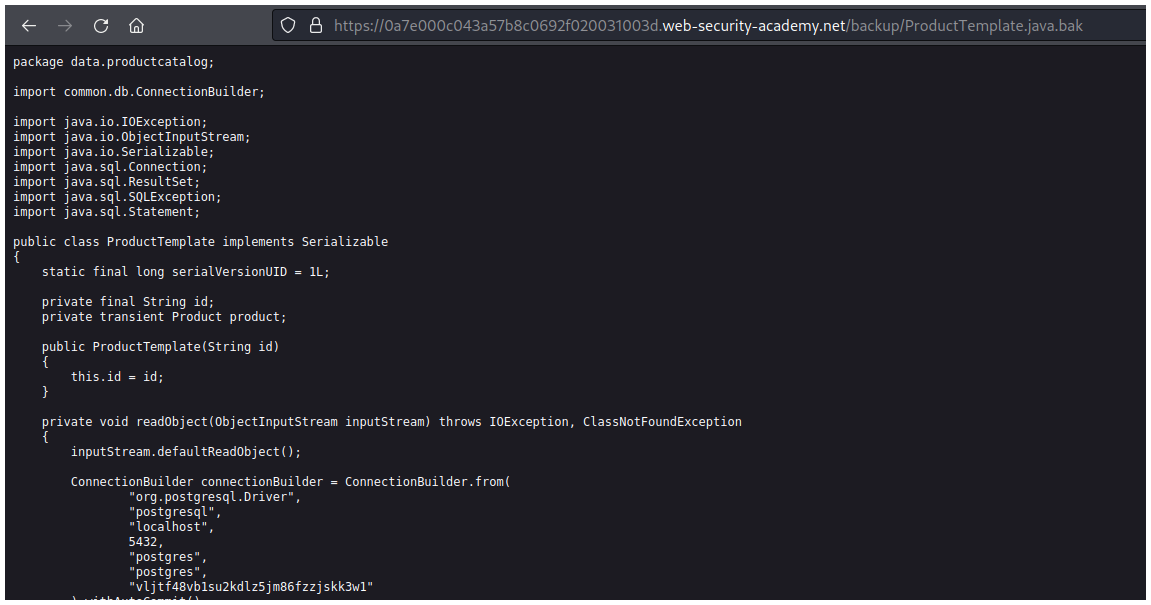 https://0a7e000c043a57b8c0692f020031003d.web-security-academy.net/backup/ProductTemplate.java.bak
package data.productcatalog;
import common.db.ConnectionBuilder;
import java.io.IOException;
import java.io.ObjectInputStream;
import java.io.Serializable;
import java.sql.Connection;
import java.sql.ResultSet;
import java.sql.SQLException;
import java.sql.Statement;
public class ProductTemplate implements Serializable
{
static final long serialVersionUID = 1L;
private final String id;
private transient Product product;
public ProductTemplate(String id)
{
this.id = id;
}
private void readObject(ObjectInputStream inputStream) throws IOException, ClassNotFoundException
{
inputStream.defaultReadObject();
ConnectionBuilder connectionBuilder = ConnectionBuilder.from(
"org.postgresql.Driver",
"postgresql",
"localhost",
5432,
"postgres",
"postgres",
"vljtf48vb1su2kdlz5jm86fzzjskk3w1"
).withAutoCommit()